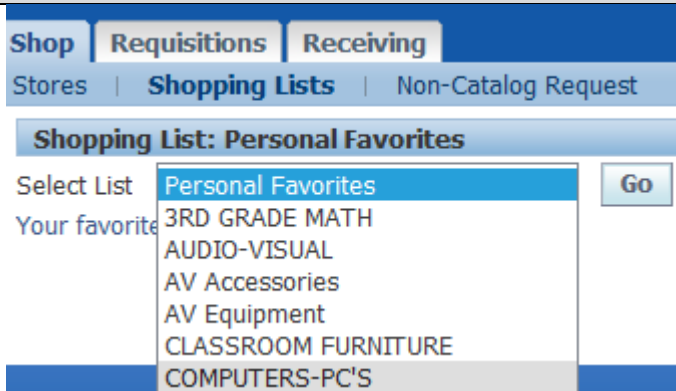 Shop Requisitions Receiving
Stores | Shopping Lists | Non-Catalog Request
Shopping List: Personal Favorites
Select List Personal Favorites Go
Your favorite 3RD GRADE MATH
AUDIO-VISUAL
AV Accessories
AV Equipment
CLASSROOM FURNITURE
COMPUTERS-PC'S